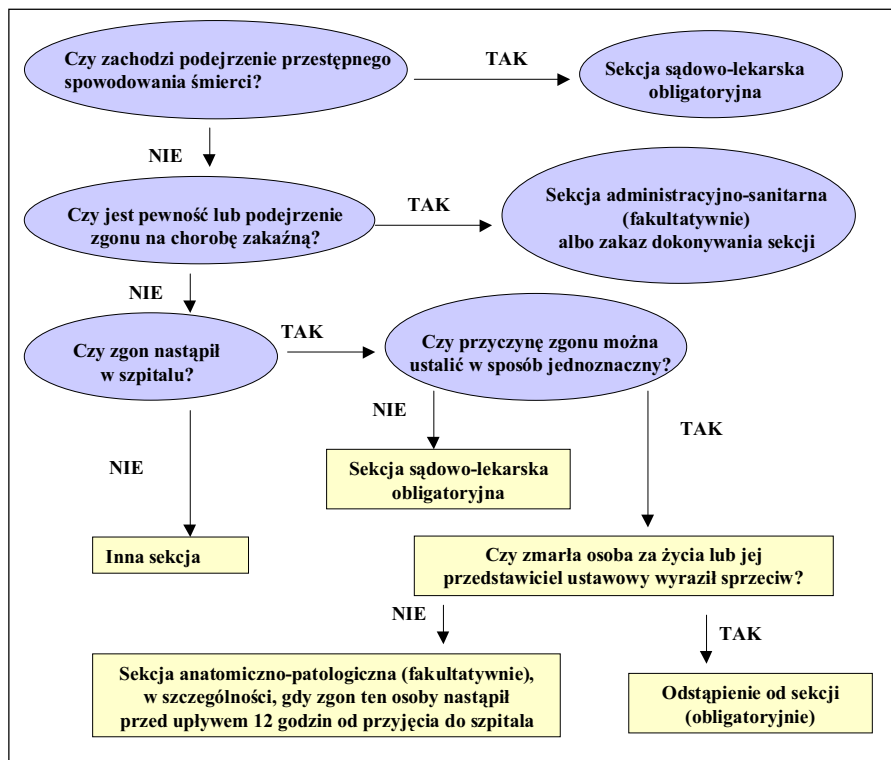 Czy zachodzi podejrzenie przestępnego
spowodowania śmierci?
TAK
Sekcja sądowo-lekarska
obligatoryjna
NIE
Czy jest pewność lub podejrzenie
zgonu na chorobę zakaźną?
TAK
Sekcja administracyjno-sanitarna
(fakultatywnie)
albo zakaz dokonywania sekcji
NIE
Czy zgon nastąpił
w szpitalu?
TAK
Czy przyczynę zgonu można
ustalić w sposób jednoznaczny?
NIE
TAK
NIE
Sekcja sądowo-lekarska
obligatoryjna
Inna sekcja
Czy zmarła osoba za życia lub jej
przedstawiciel ustawowy wyraził sprzeciw?
NIE
TAK
Sekcja anatomiczno-patologiczna (fakultatywnie),
w szczególności, gdy zgon ten osoby nastąpił
przed upływem 12 godzin od przyjęcia do szpitala
Odstąpienie od sekcji
(obligatoryjnie)